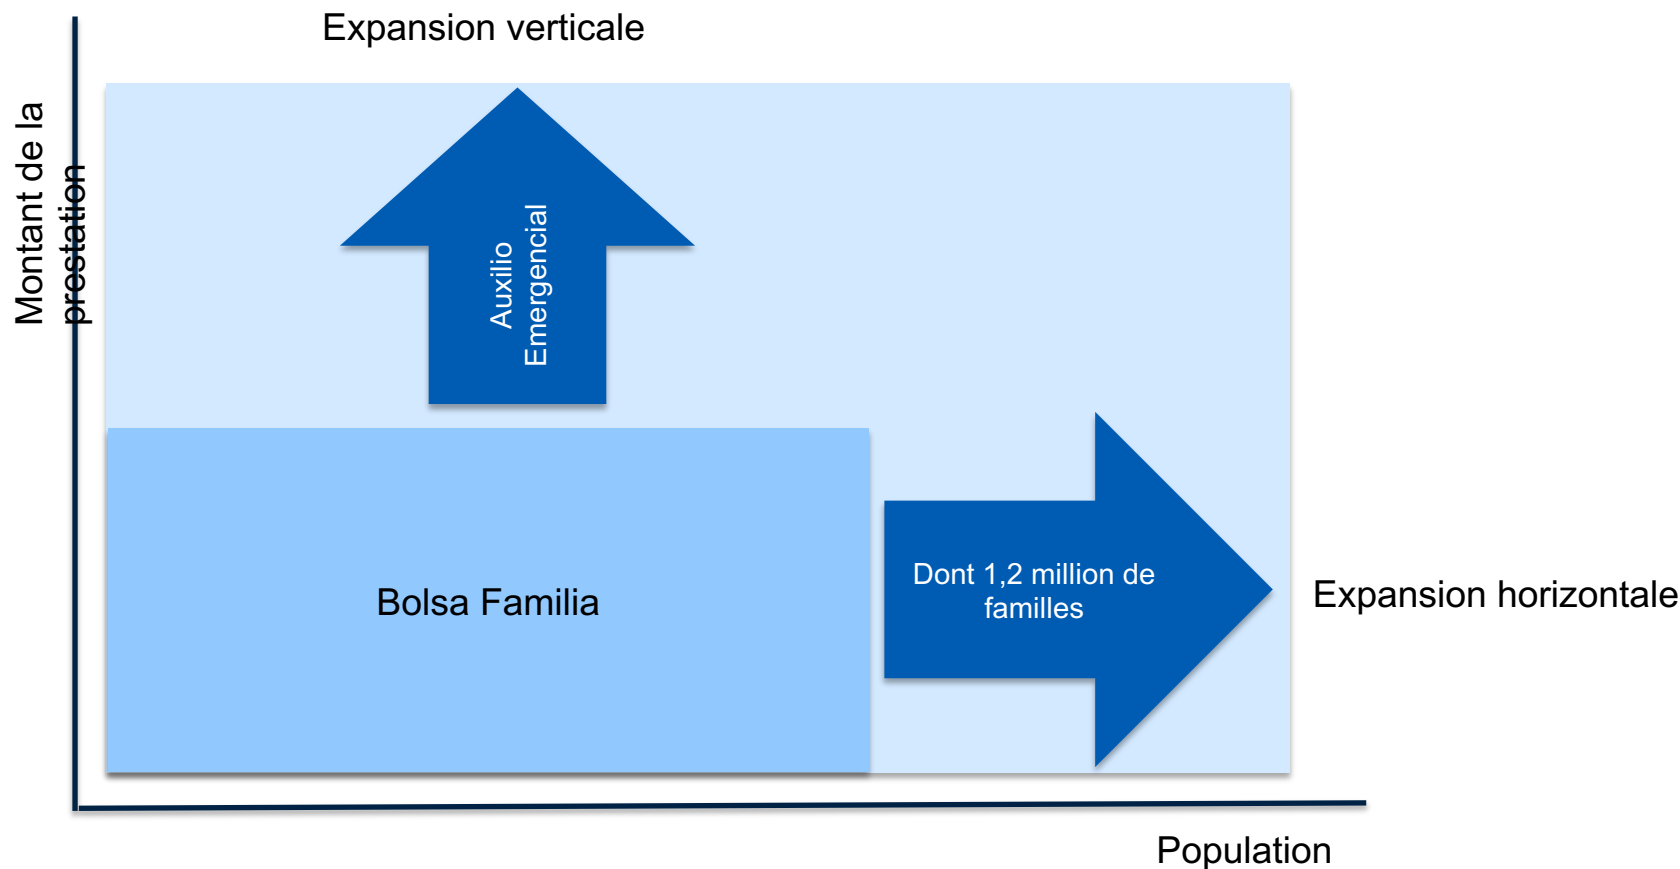 Expansion verticale
Montant de la
prestation
Auxilio
Emergencial
Bolsa Familia
Dont 1,2 million de
familles
Expansion horizontale
Population